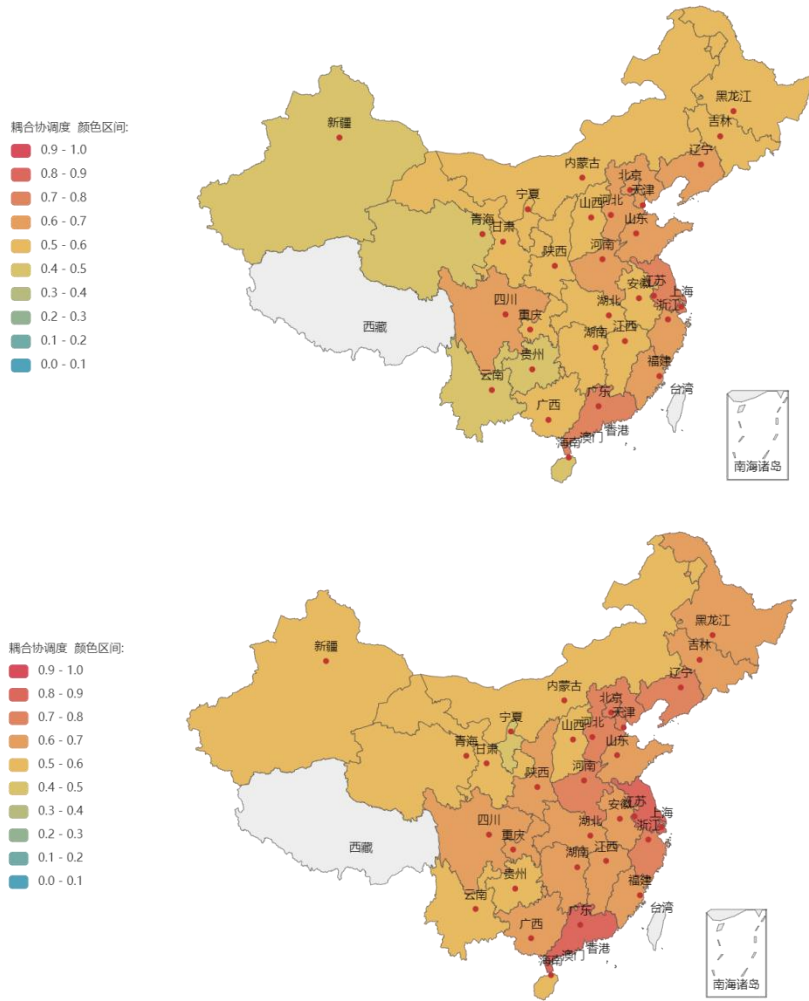 耦合协调度 颜色区间:
0.9 - 1.0
0.8 - 0.9
0.7 - 0.8
0.6 - 0.7
0.5 - 0.6
0.4 - 0.5
0.3 - 0.4
0.2 - 0.3
0.1 - 0.2
0.0 - 0.1
黑龙江
吉林
新疆
辽宁
内蒙古
北京
天津
宁夏
山西
河北
青海
甘肃
山东
陕西
河南
安徽
江苏
上海
四川
湖北
浙江
重庆
西藏
湖南
江西
贵州
福建
云南
台湾
广西
广东
海南
澳门
香港
南海诸岛
耦合协调度 颜色区间:
0.9 - 1.0
0.8 - 0.9
0.7 - 0.8
0.6 - 0.7
0.5 - 0.6
0.4 - 0.5
0.3 - 0.4
0.2 - 0.3
0.1 - 0.2
0.0 - 0.1
黑龙江
新疆
吉林
辽宁
内蒙古
北京
天津
宁夏
山西
河北
青海
甘肃
山东
陕西
河南
安徽
江苏
上海
四川
湖北
浙江
重庆
西藏
湖南
江西
贵州
福建
云南
台湾
广西
广东
海南
澳门
香港
南海诸岛